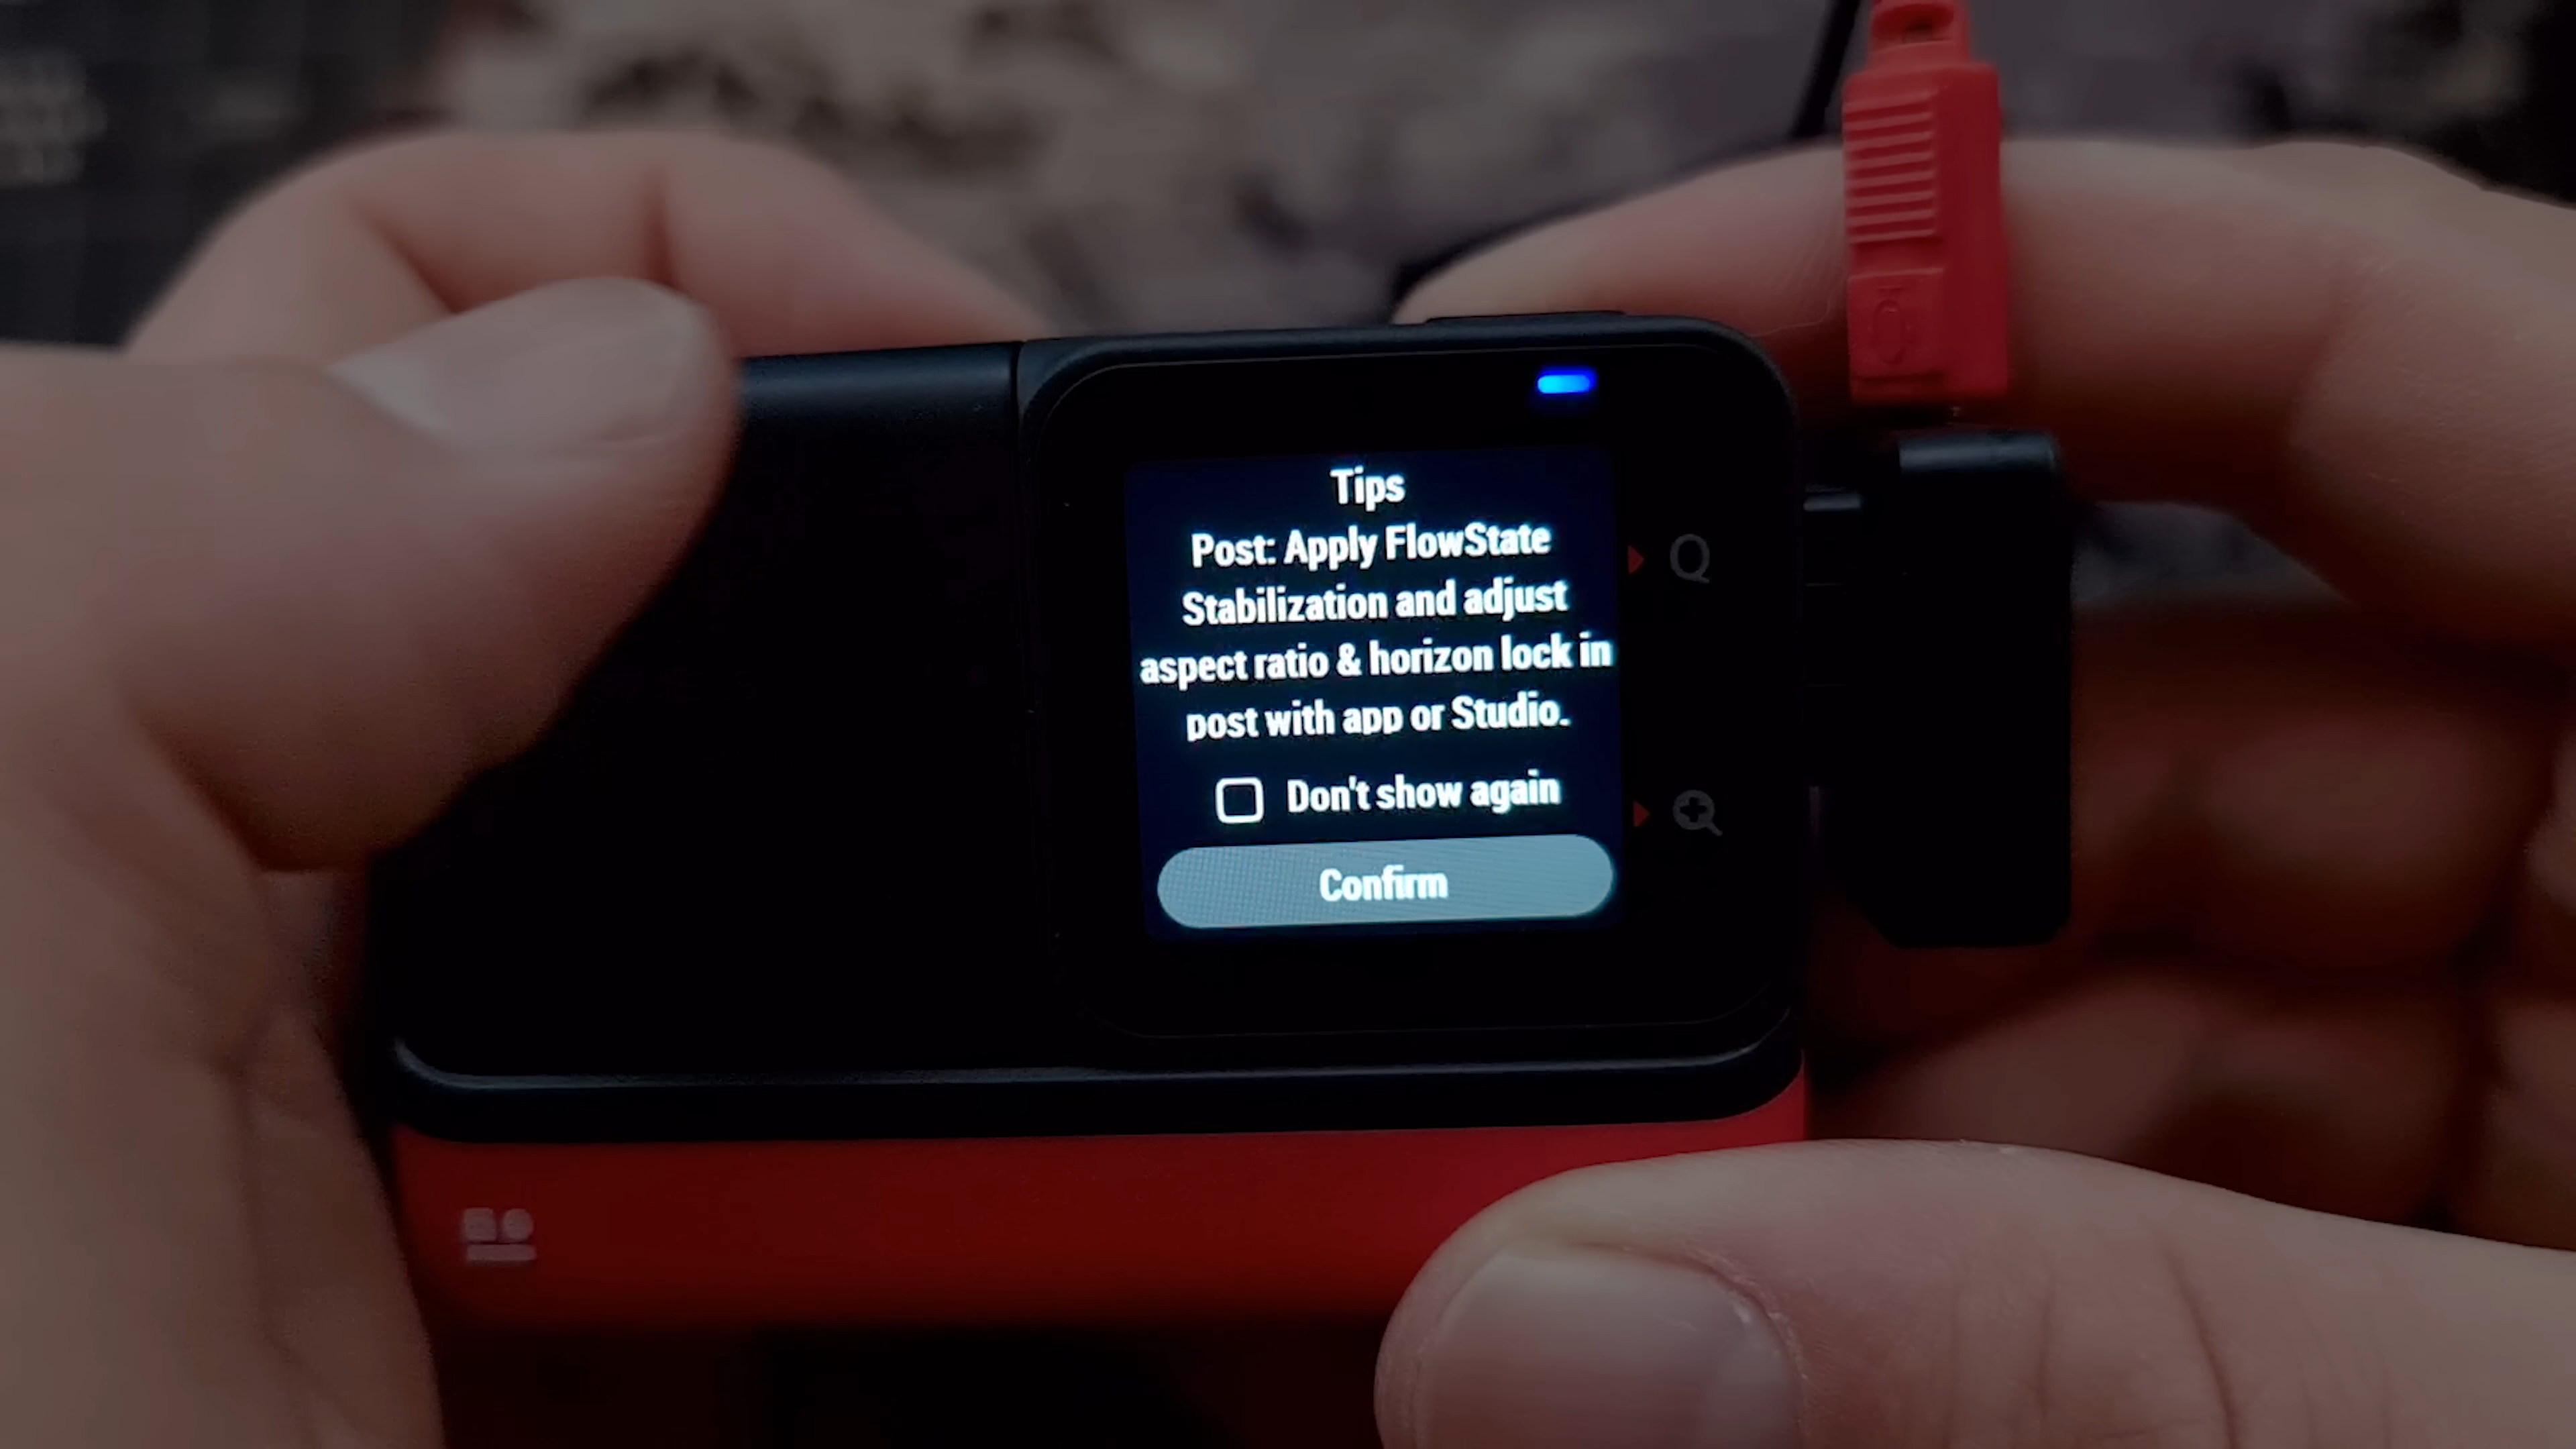 Tips
Post: Apply FlowState
Stabilization and adjust
aspect ratio & horizon lock in
post with app or Studio.
Don't show again
Confirm
Q